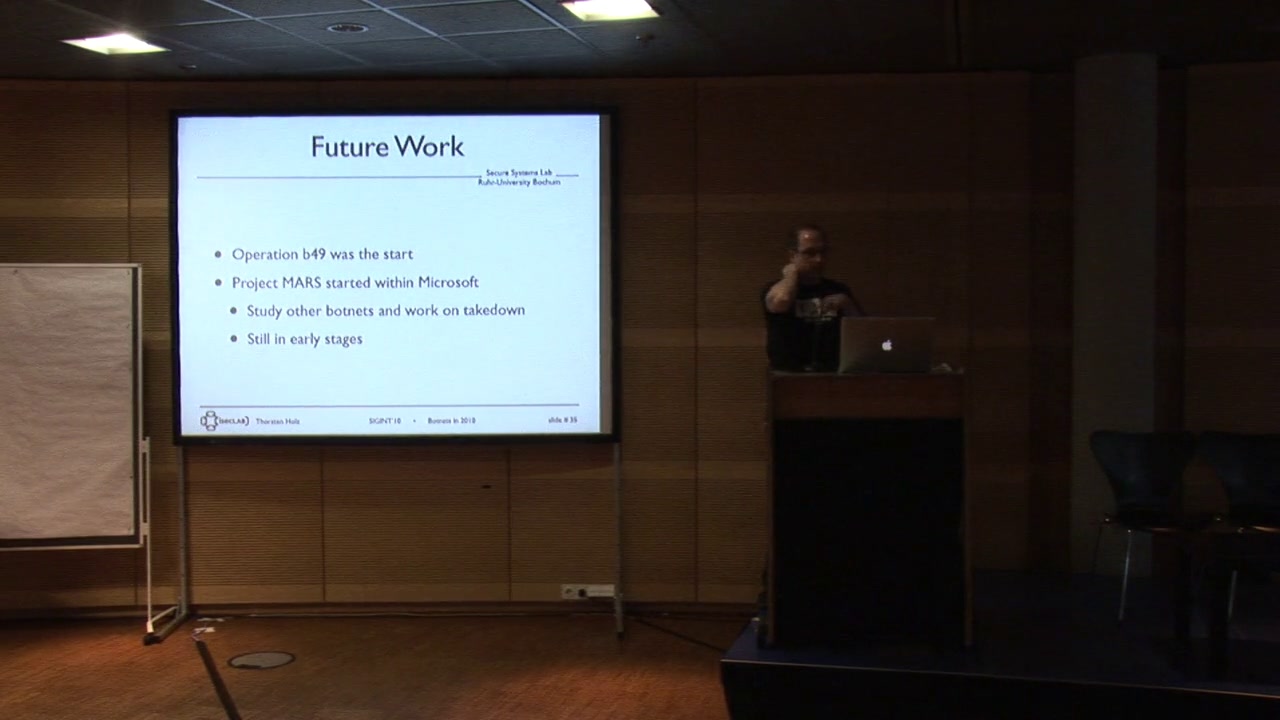 Future Work
Secure Systems Lab
Ruhr-University Bochum
Operation b49 was the start
Project MARS started within Microsoft
Study other botnets and work on takedown
Still in early stages
[secLAB] Thorsten Holz SIGINT'10 • Botnets in 2010 slide # 35